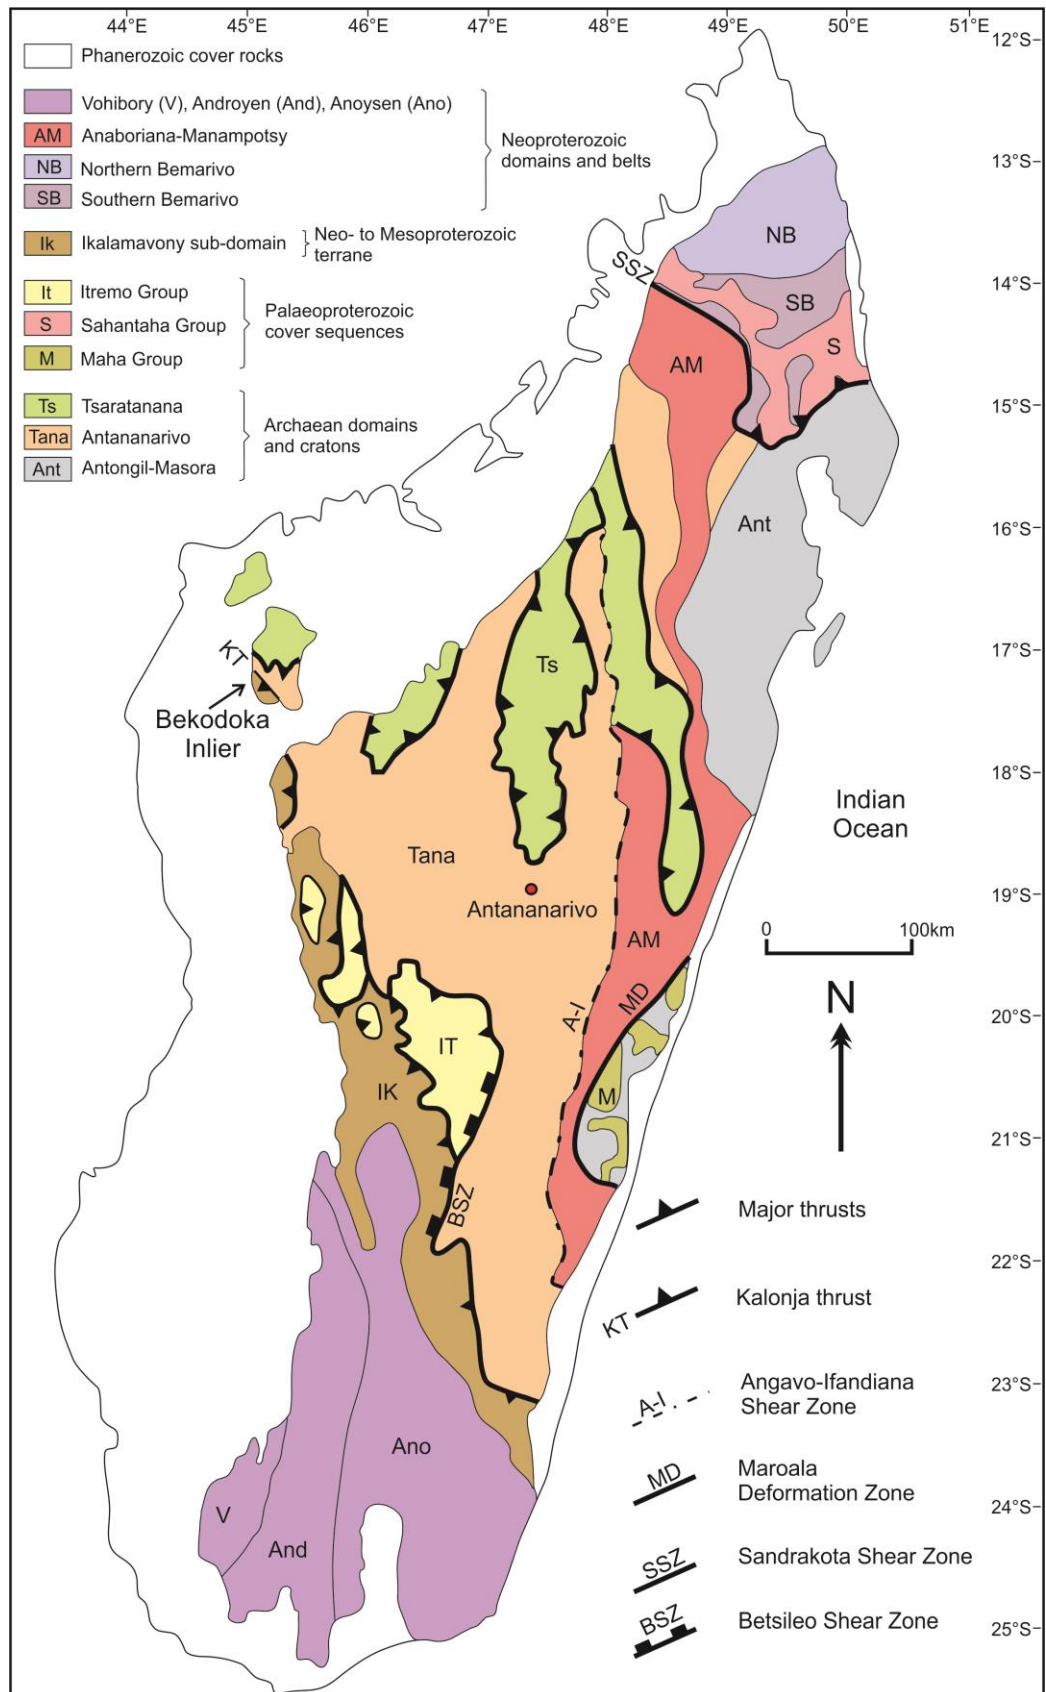 44°E 45°E 46°E 47°E 48°E 49°E 50°E 51°E
12°S
13°S
14°S
15°S
16°S
17°S
18°S
19°S
20°S
21°S
22°S
23°S
24°S
25°S
Phanerozoic cover rocks
Vohibory (V), Androyen (And), Anoysen (Ano)
AM Anaboriana-Manampotsy
NB Northern Bemarivo
SB Southern Bemarivo
Neoproterozoic
domains and belts
Ik Ikalamavony sub-domain
Neo- to Mesoproterozoic
terrane
It Itremo Group
S Sahantaha Group
M Maha Group
Palaeoproterozoic
cover sequences
Ts Tsaratanana
Tana Antananarivo
Ant Antongil-Masora
Archaean domains
and cratons
NB
SSZ
SB
S
AM
Ant
KT
Ts
Bekodoka
Inlier
Indian
Ocean
Tana
Antananarivo
0 100km
AM
MD
A-I
N
IT
IK
M
BSZ
Ano
V
And
Major thrusts
KT
Kalonja thrust
A-I
Angavo-Ifandiana
Shear Zone
MD
Maroala
Deformation Zone
SSZ
Sandrakota Shear Zone
BSZ
Betsileo Shear Zone